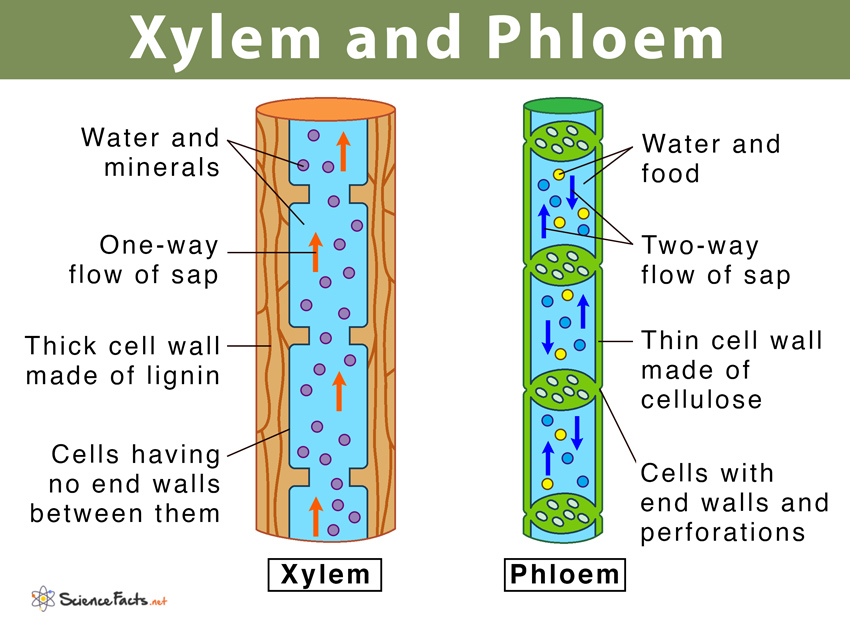 Xylem and Phloem
Water and
minerals
One-way
flow of sap
Thick cell wall
made of lignin
Cells having
no end walls
between them
Xylem
Water and
food
Two-way
flow of sap
Thin cell wall
made of
cellulose
Cells with
end walls and
perforations
Phloem
ScienceFacts.net